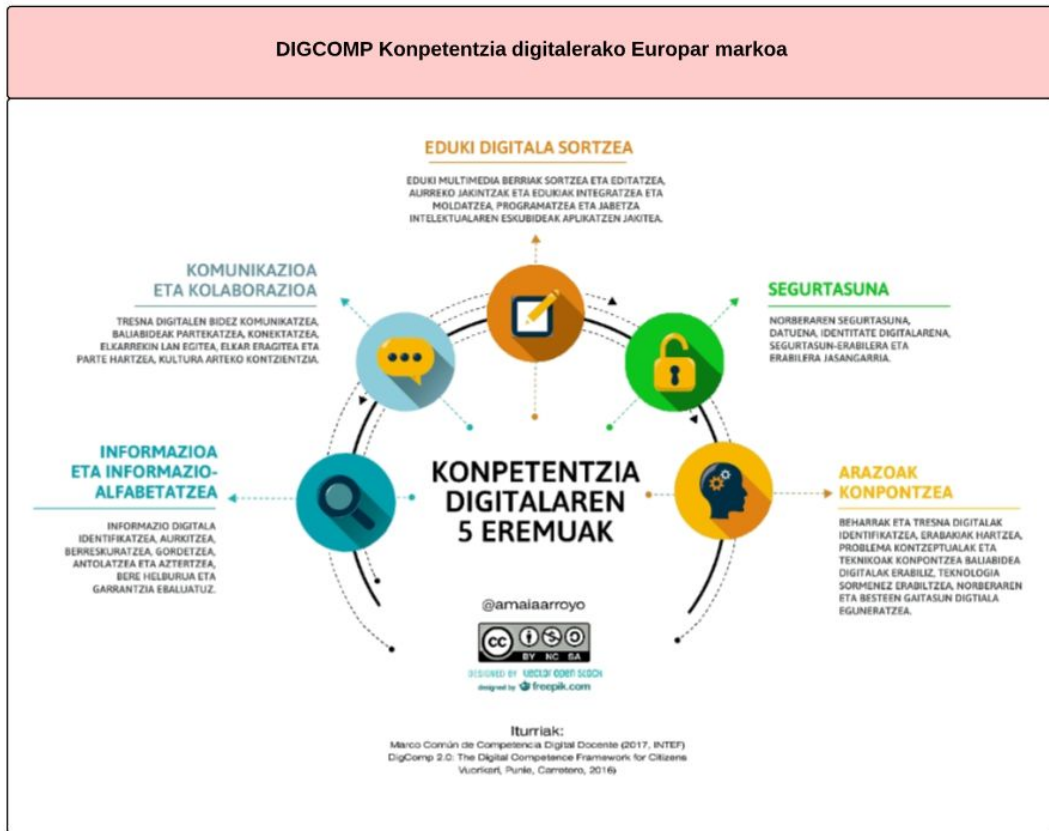 DIGCOMP Konpetentzia digitalerako Europar markoa
EDUKI DIGITALA SORTZEA
EDUKI MULTIMEDIA BERRIAK SORTZEA ETA EDITATZEA,
AURREKO JAKINTZAK ETA EDUKIAK INTEGRATZEA ETA
MOLDATZEA, PROGRAMATZEA ETA JABETZA
INTELEKTUALAREN ESKUBIDEAK APLIKATZEN JAKITEA.
KOMUNIKAZIOA
ETA KOLABORAZIOA
TRESNA DIGITALEN BIDEZ KOMUNIKATZEA,
BALIABIDEAK PARTEKATZEA, KONEKTATZEA,
ELKARREKIN LAN EGITEA, ELKAR ERAGITEA ETA
PARTE HARTZEA, KULTURA ARTEKO KONTZIENTZIA.
SEGURTASUNA
NORBERAREN SEGURTASUNA,
DATUENA, IDENTITATE DIGITALARENA,
SEGURTASUN-ERABILERA ETA
ERABILERA JASANGARRIA.
INFORMAZIOA
ETA INFORMAZIO-
ALFABETATZEA
INFORMAZIO DIGITALA
IDENTIFIKATZEA, AURKITZEA,
BERRESKURATZEA, GORDETZEA,
ANTOLATZEA ETA AZTERTZEA,
BERE HELBURUA ETA
GARRANTZIA EBALUATUZ.
KONPETENTZIA
DIGITALAREN
5 EREMUAK
ARAZOAK
KONPONTZEA
BEHARRAK ETA TRESNA DIGITALAK
IDENTIFIKATZEA, ERABAKIAK HARTZEA,
PROBLEMA KONTZEPTUALAK ETA
TEKNIKOAK KONPONTZEA BALIABIDEA
DIGITALAK ERABILIZ, TEKNOLOGIA
SORMENEZ ERABILTZEA, NORBERAREN
ETA BESTEEN GAITASUN DIGTIALA
EGUNERATZEA.
@amaiaarroyo
CC
BY NC SA
DESIGNED BY vector open stock
designed by freepik.com
Iturriak:
Marco Común de Competencia Digital Docente (2017, INTEF)
DigComp 2.0: The Digital Competence Framework for Citizens
Vuorikari, Punie, Carretero, 2016)